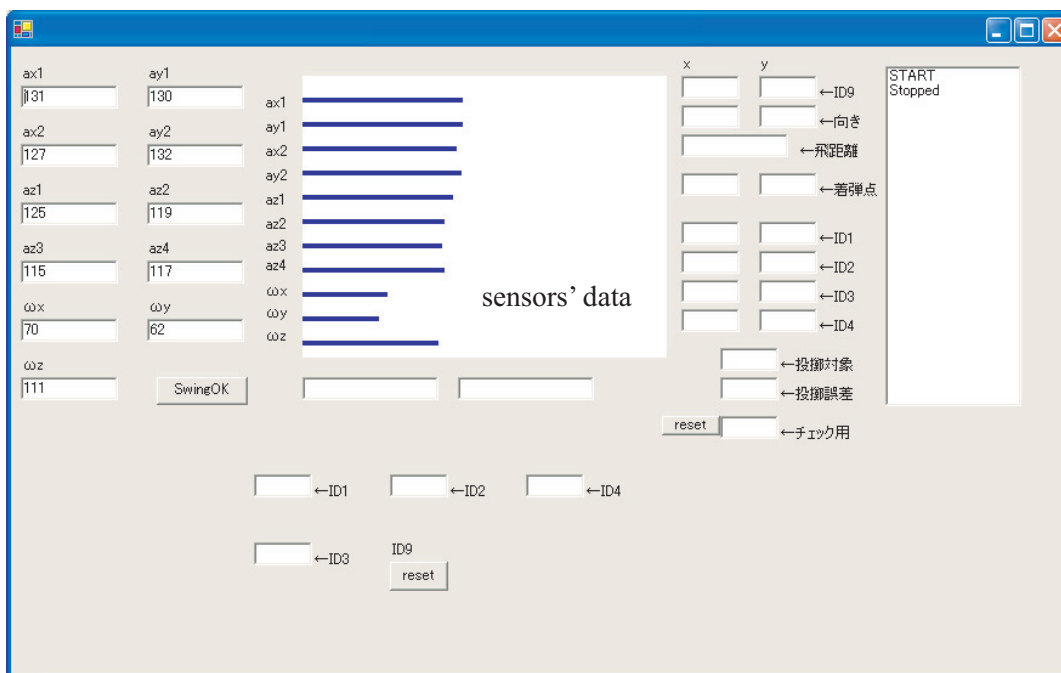 ax1 ay1
131 130
ax2 ay2
127 132
az1 az2
125 119
az3 az4
115 117
ωx ωy
70 62
ωz
111 SwingOK
ax1
ay1
ax2
ay2
az1
az2
az3
az4
ωx
ωy
ωz
sensors’ data
x y
←ID9
←向き
←飛距離
←着弾点
←ID1
←ID2
←ID3
←ID4
←投擲対象
←投擲誤差
reset ←チェック用
START
Stopped
←ID1 ←ID2 ←ID4
←ID3 ID9
reset